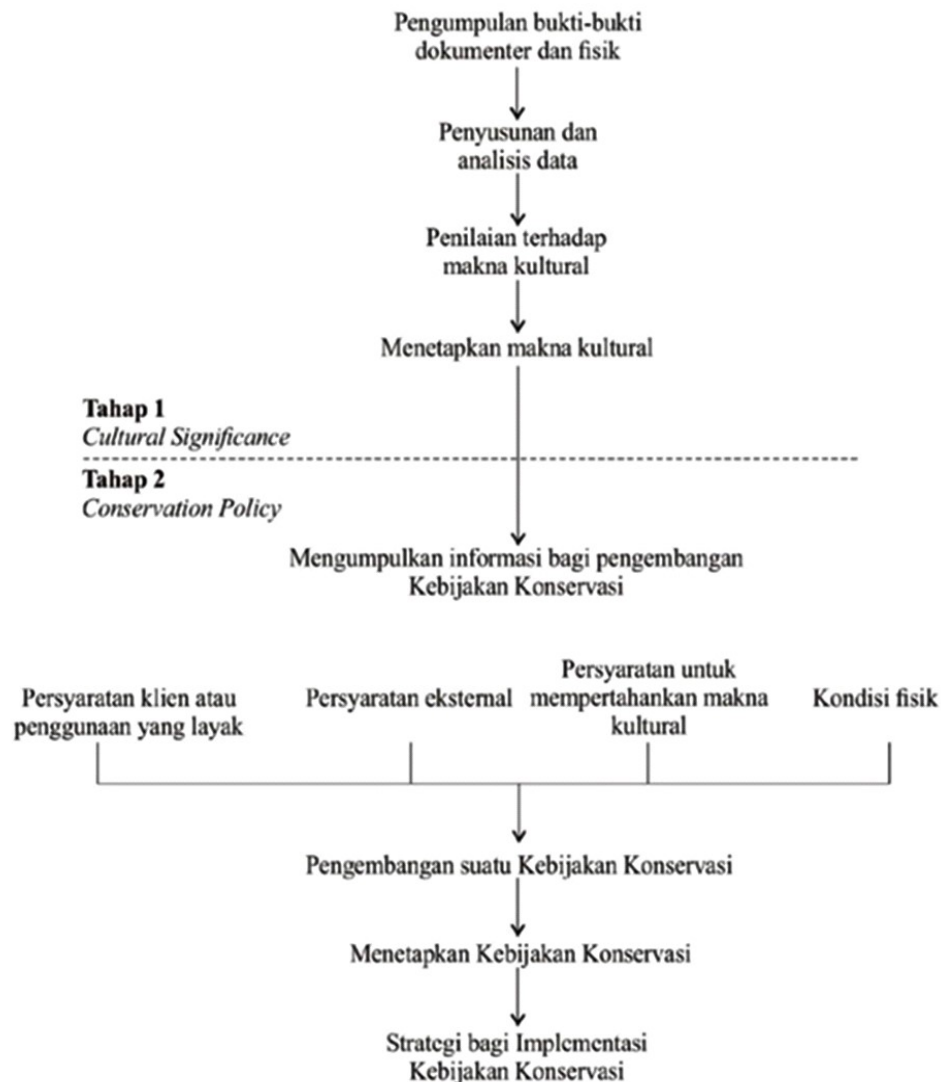 Pengumpulan bukti-bukti
dokumenter dan fisik
Penyusunan dan
analisis data
Penilaian terhadap
makna kultural
Menetapkan makna kultural
Tahap 1
Cultural Significance
Tahap 2
Conservation Policy
Mengumpulkan informasi bagi pengembangan
Kebijakan Konservasi
Persyaratan klien atau
penggunaan yang layak
Persyaratan eksternal
Persyaratan untuk
mempertahankan makna
kultural
Kondisi fisik
Pengembangan suatu Kebijakan Konservasi
Menetapkan Kebijakan Konservasi
Strategi bagi Implementasi
Kebijakan Konservasi